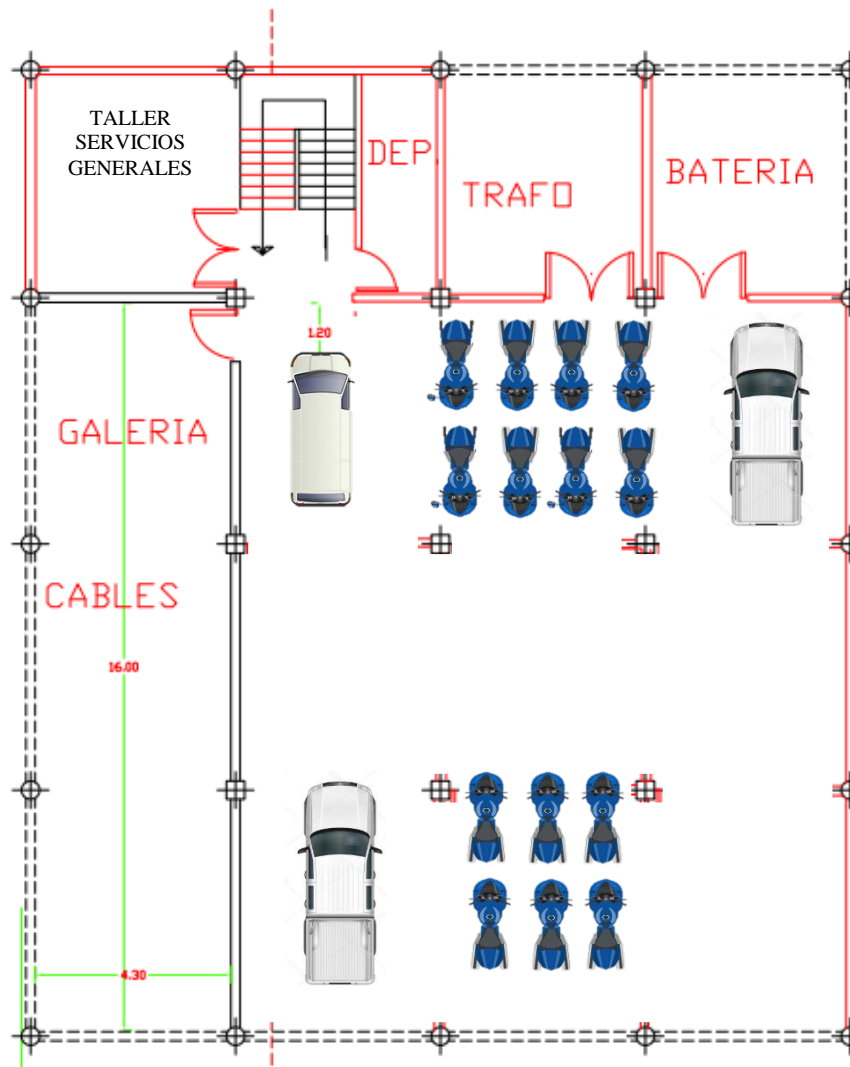 TALLER
SERVICIOS
GENERALES
DEP
TRAFO
BATERIA
1.20
GALERIA
CABLES
16.00
4.30